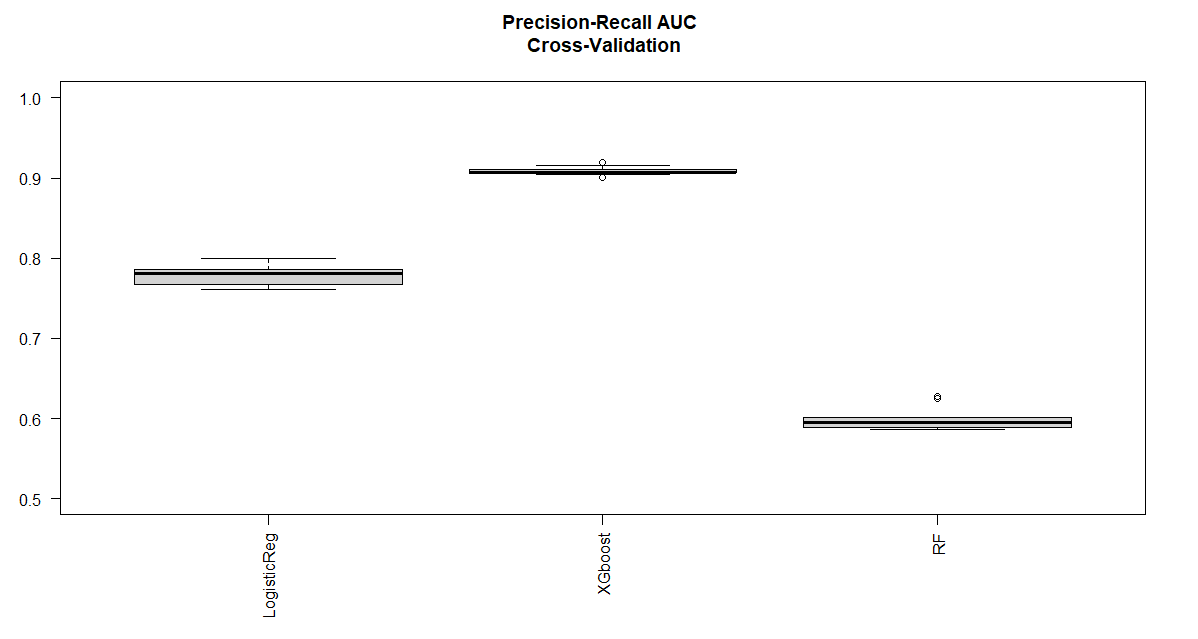 Precision-Recall AUC
Cross-Validation
1.0
0.9
0.8
0.7
0.6
0.5
LogisticReg
XGboost
RF